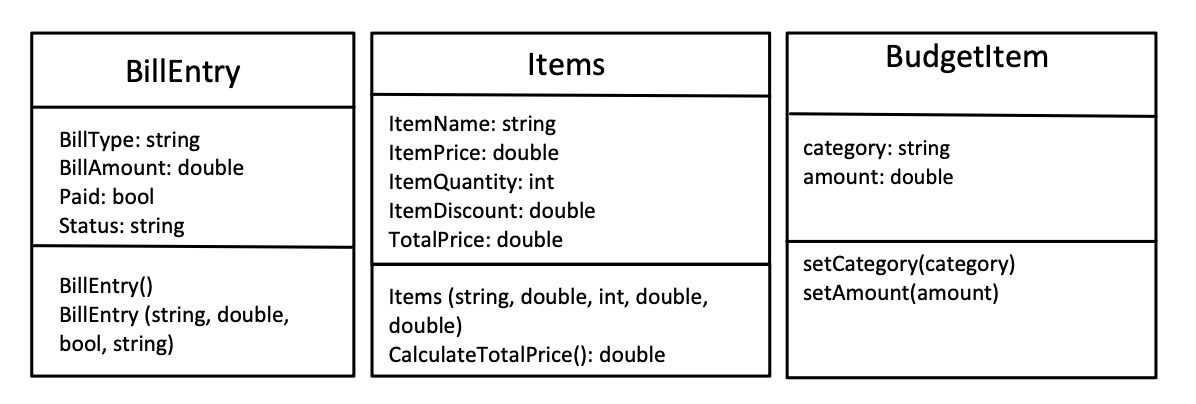 BillEntry
BillType: string
BillAmount: double
Paid: bool
Status: string
BillEntry()
BillEntry (string, double,
bool, string)
Items
ItemName: string
ItemPrice: double
ItemQuantity: int
ItemDiscount: double
TotalPrice: double
Items (string, double, int, double,
double)
CalculateTotalPrice(): double
BudgetItem
category: string
amount: double
setCategory(category)
setAmount(amount)